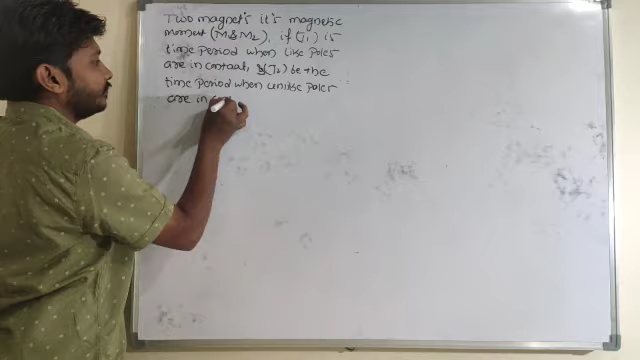 Two magnet's it's magnetic
moment (M & M2), if (T1) is
time period when like poles
are in contact, &(T2) be the
time period when unlike poles
are in